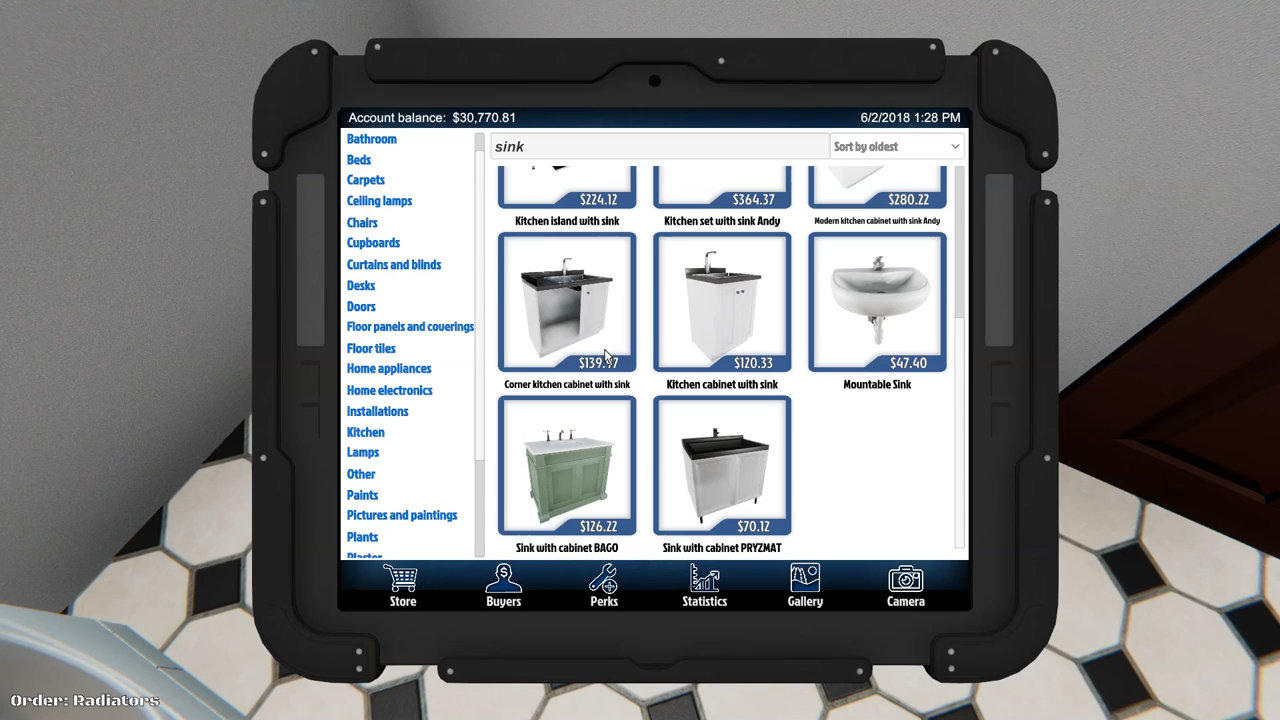 Account balance: $30,770.81
6/2/2018 1:28 PM
Bathroom
Beds
Carpets
Ceiling lamps
Chairs
Cupboards
Curtains and blinds
Desks
Doors
Floor panels and coverings
Floor tiles
Home appliances
Home electronics
Installations
Kitchen
Lamps
Other
Paints
Pictures and paintings
Plants
Plaster
sink
Sort by oldest
$224.12
$364.37
$280.22
Kitchen island with sink
Kitchen set with sink Andy
Modern kitchen cabinet with sink Andy
$120.33
$47.40
Corner kitchen cabinet with sink
Kitchen cabinet with sink
Mountable Sink
$126.22
$70.12
Sink with cabinet BAGO
Sink with cabinet PRYZMAT
Store
Buyers
Perks
Statistics
Gallery
Camera
Order: Radiators